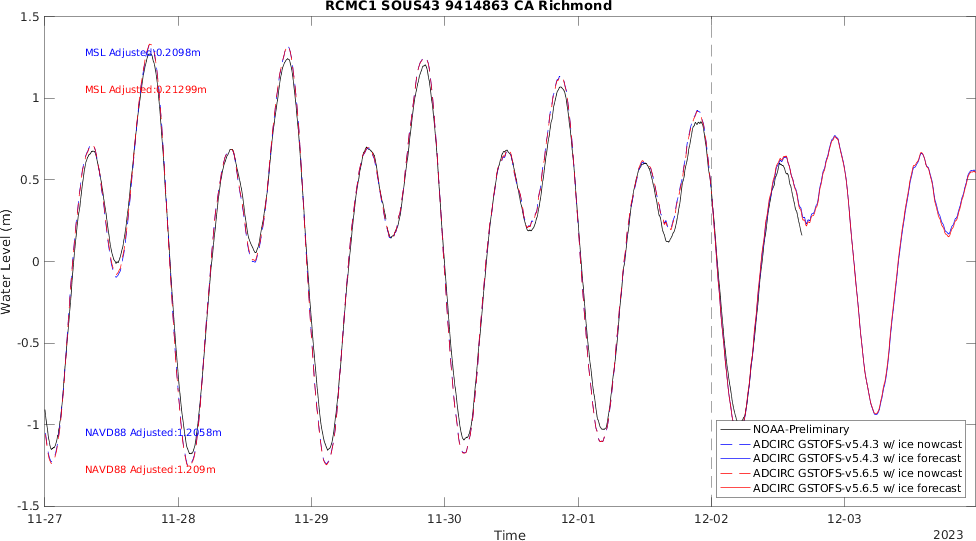 RCMC1 SOUS43 9414863 CA Richmond
1.5
1
0.5
0
-0.5
-1
-1.5
Water Level (m)
MSL Adjusted:0.2098m
MSL Adjusted:0.21299m
NAVD88 Adjusted:1.2058m
NAVD88 Adjusted:1.209m
NOAA-Preliminary
ADCIRC GSTOFS-v5.4.3 w/ ice nowcast
ADCIRC GSTOFS-v5.4.3 w/ ice forecast
ADCIRC GSTOFS-v5.6.5 w/ ice nowcast
ADCIRC GSTOFS-v5.6.5 w/ ice forecast
11-27
11-28
11-29
11-30
12-01
12-02
12-03
Time
2023